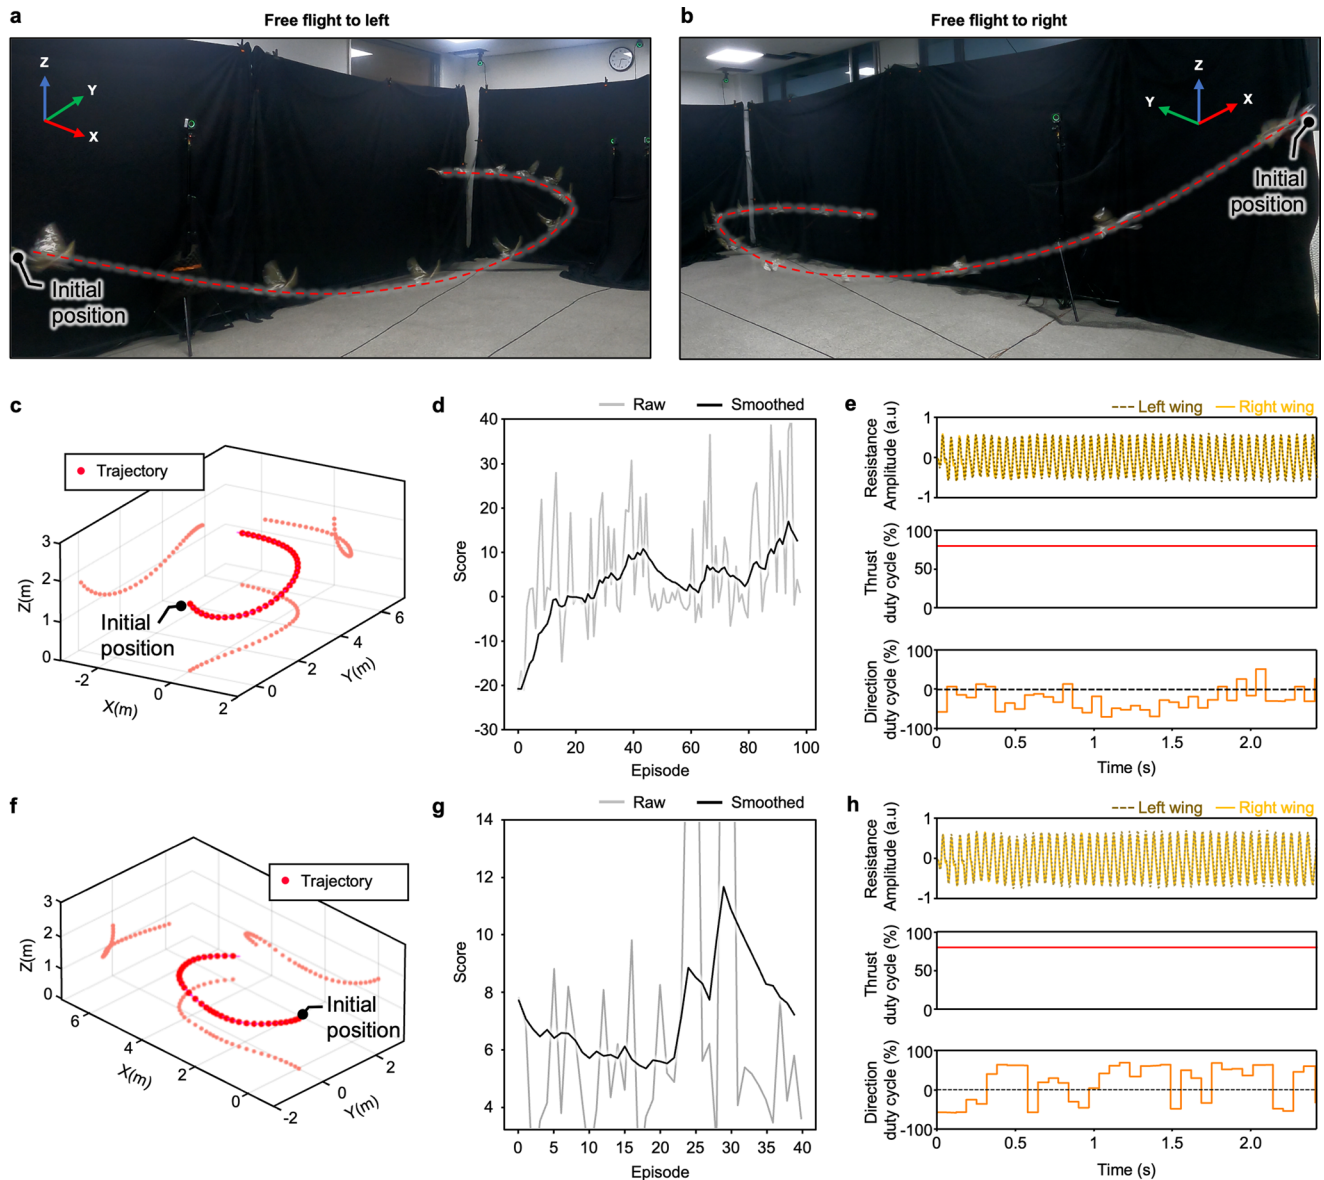 a
Free flight to left
Z
Y
X
Initial
position
b
Free flight to right
Z
Y
X
Initial
position
c
Trajectory
3
2
1
0
Z(m)
Initial
position
-2
0
2
X(m)
0
2
4
6
Y(m)
d
Raw
Smoothed
40
30
20
10
0
-10
-20
-30
Score
0
20
40
60
80
100
Episode
e
Left wing
Right wing
Resistance
Amplitude (a.u)
1
0
-1
Thrust
duty cycle (%)
100
50
0
Direction
duty cycle (%)
100
0
-100
0
0.5
1
1.5
2.0
Time (s)
f
Trajectory
3
2
1
0
Z(m)
Initial
position
6
4
2
0
X(m)
-2
0
2
Y(m)
g
Raw
Smoothed
14
12
10
8
6
4
Score
0
5
10
15
20
25
30
35
40
Episode
h
Left wing
Right wing
Resistance
Amplitude (a.u)
1
0
-1
Thrust
duty cycle (%)
100
50
0
Direction
duty cycle (%)
100
0
-100
0
0.5
1
1.5
2.0
Time (s)